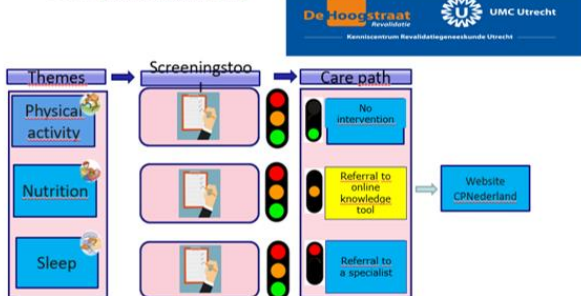 De Hoogstraat
Revalidatie
UMC Utrecht
Kenniscentrum Revalidatiegeneeskunde Utrecht
Themes
Screeningstoo
l
Care path
Physical
activity
No
intervention
Nutrition
Referral to
online
knowledge
tool
Website
CPNederland
Sleep
Referral to
a specialist